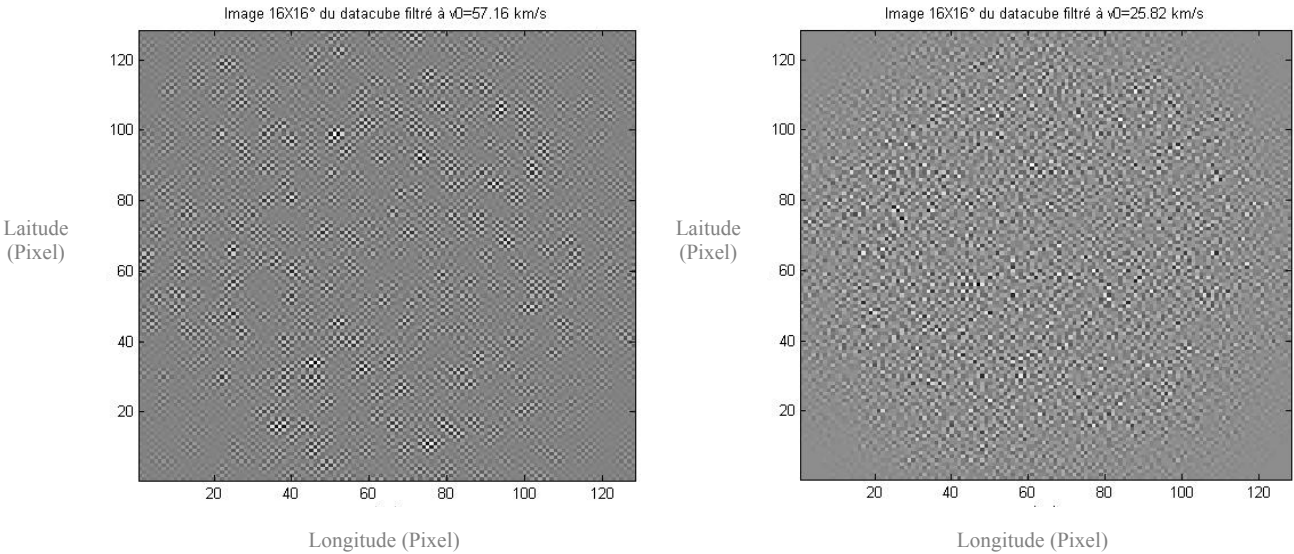 Image 16X16° du datacube filtré à v0=57.16 km/s
120
100
80
60
40
20
20 40 60 80 100 120
Laitude
(Pixel)
Longitude (Pixel)
Image 16X16° du datacube filtré à v0=25.82 km/s
120
100
80
60
40
20
20 40 60 80 100 120
Laitude
(Pixel)
Longitude (Pixel)